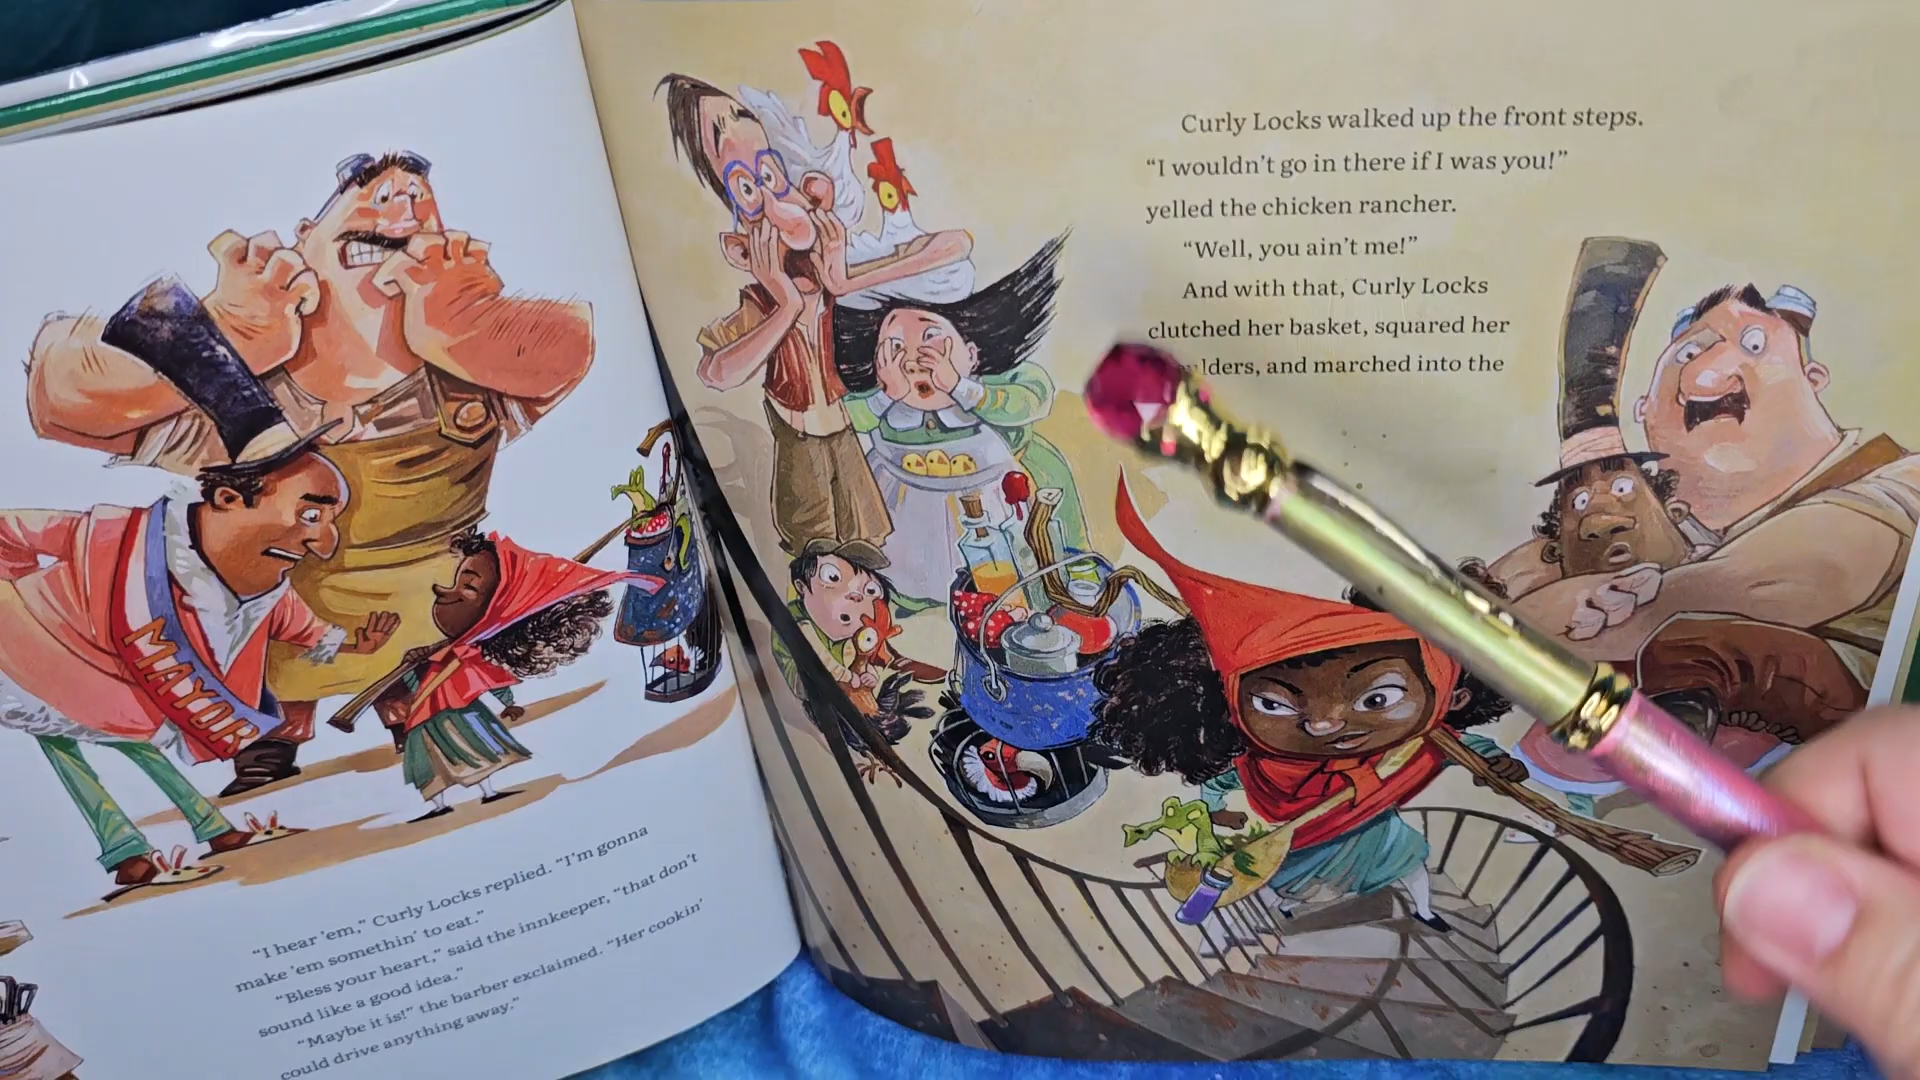 MAYOR
"I hear 'em," Curly Locks replied. "I'm gonna
make 'em somethin' to eat."
"Bless your heart," said the innkeeper, "that don't
sound like a good idea."
"Maybe it is!" the barber exclaimed. "Her cookin'
could drive anything away."
Curly Locks walked up the front steps.
"I wouldn't go in there if I was you!"
yelled the chicken rancher.
"Well, you ain't me!"
And with that, Curly Locks
clutched her basket, squared her
and marched into the